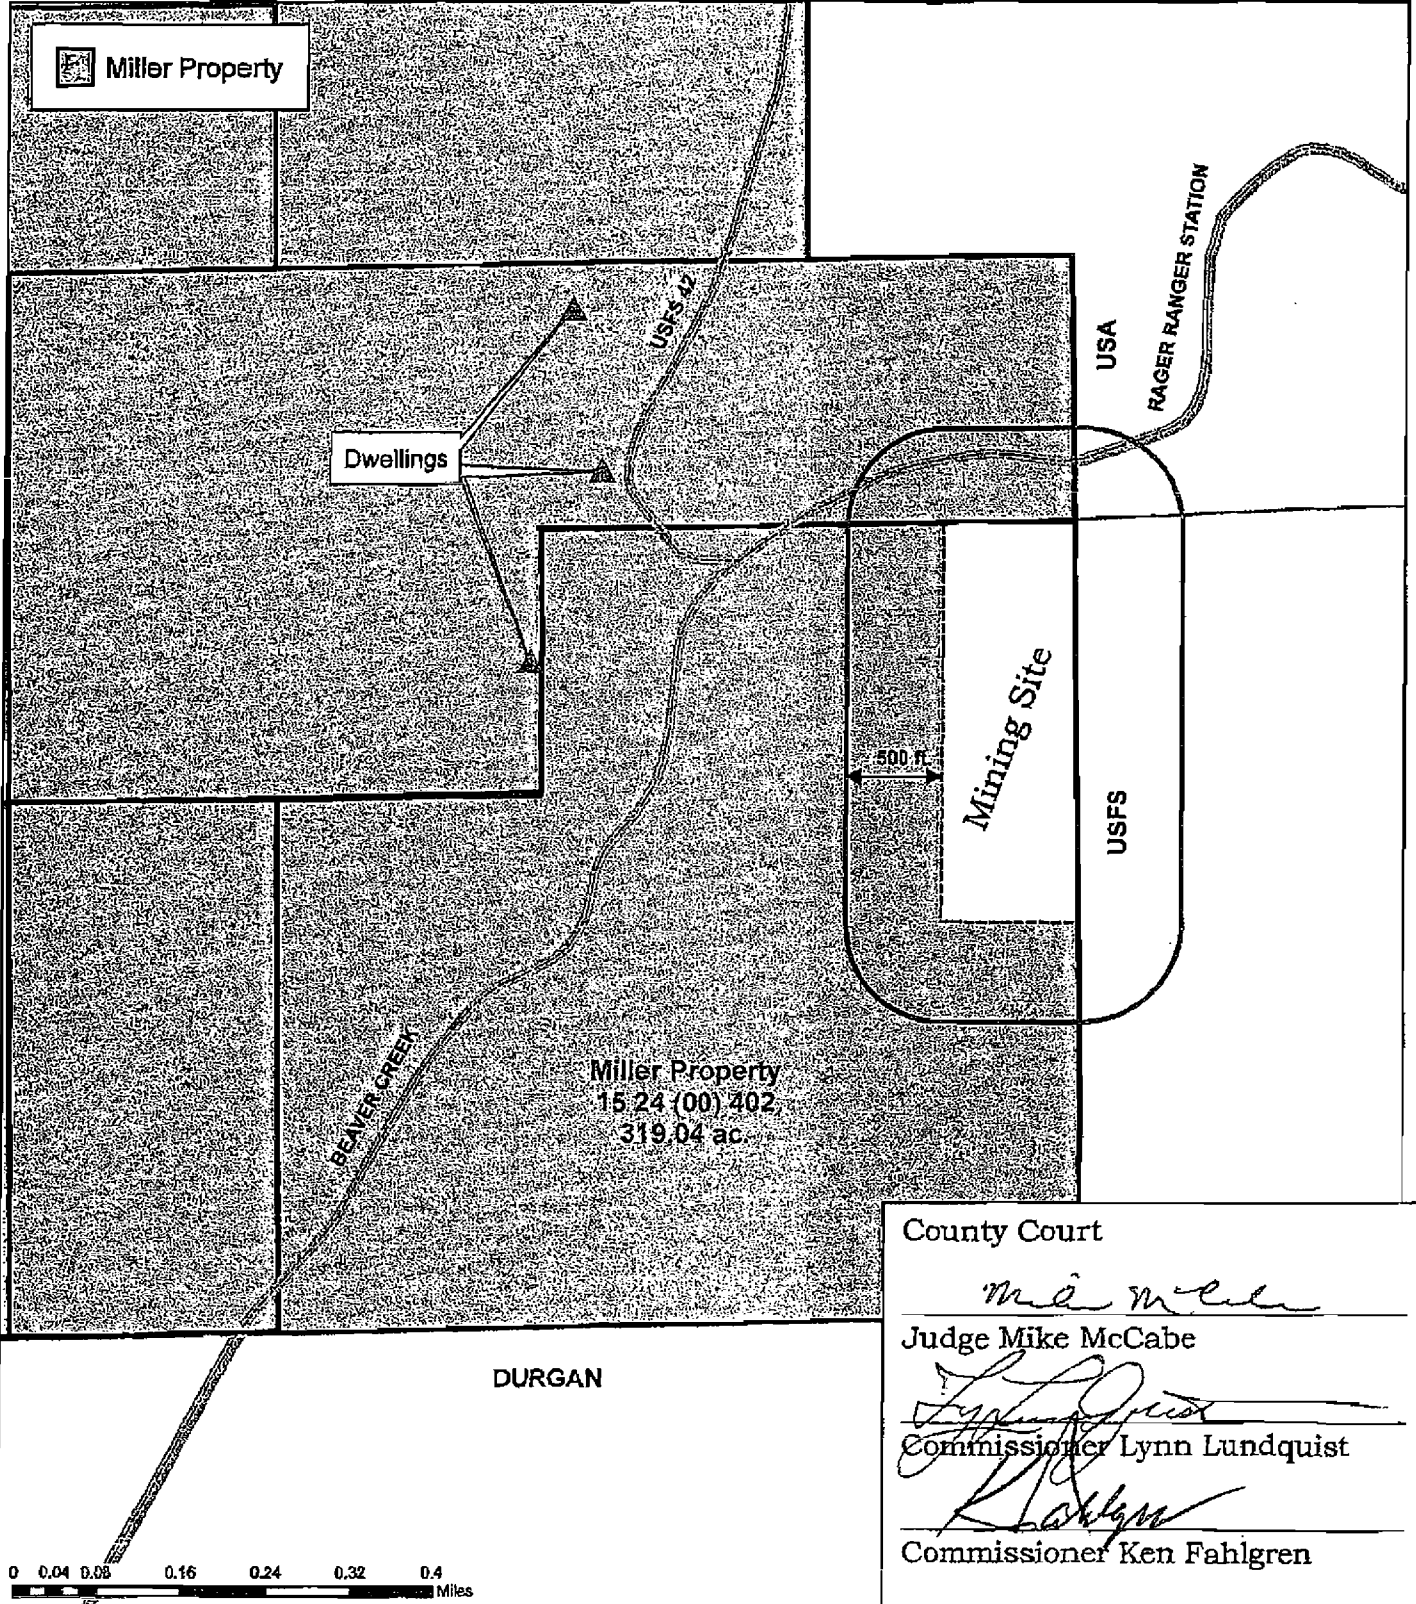 Miller Property
USFS 42
RAGER RANGER STATION
USA
Dwellings
Mining Site
500 ft.
USFS
BEAVER CREEK
Miller Property
15 24 (00) 402,
319.04 ac.
County Court
Judge Mike McCabe
DURGAN
Commissioner Lynn Lundquist
Commissioner Ken Fahlgren
0 0.04 0.08 0.16 0.24 0.32 0.4
Miles